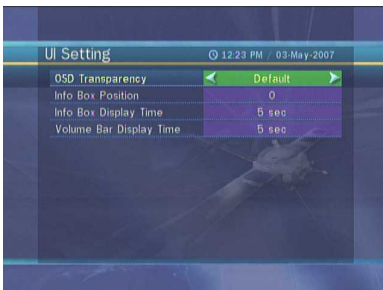 UI Setting 12:23 PM / 03-May-2007
OSD Transparency Default
Info Box Position 0
Info Box Display Time 5 sec
Volume Bar Display Time 5 sec